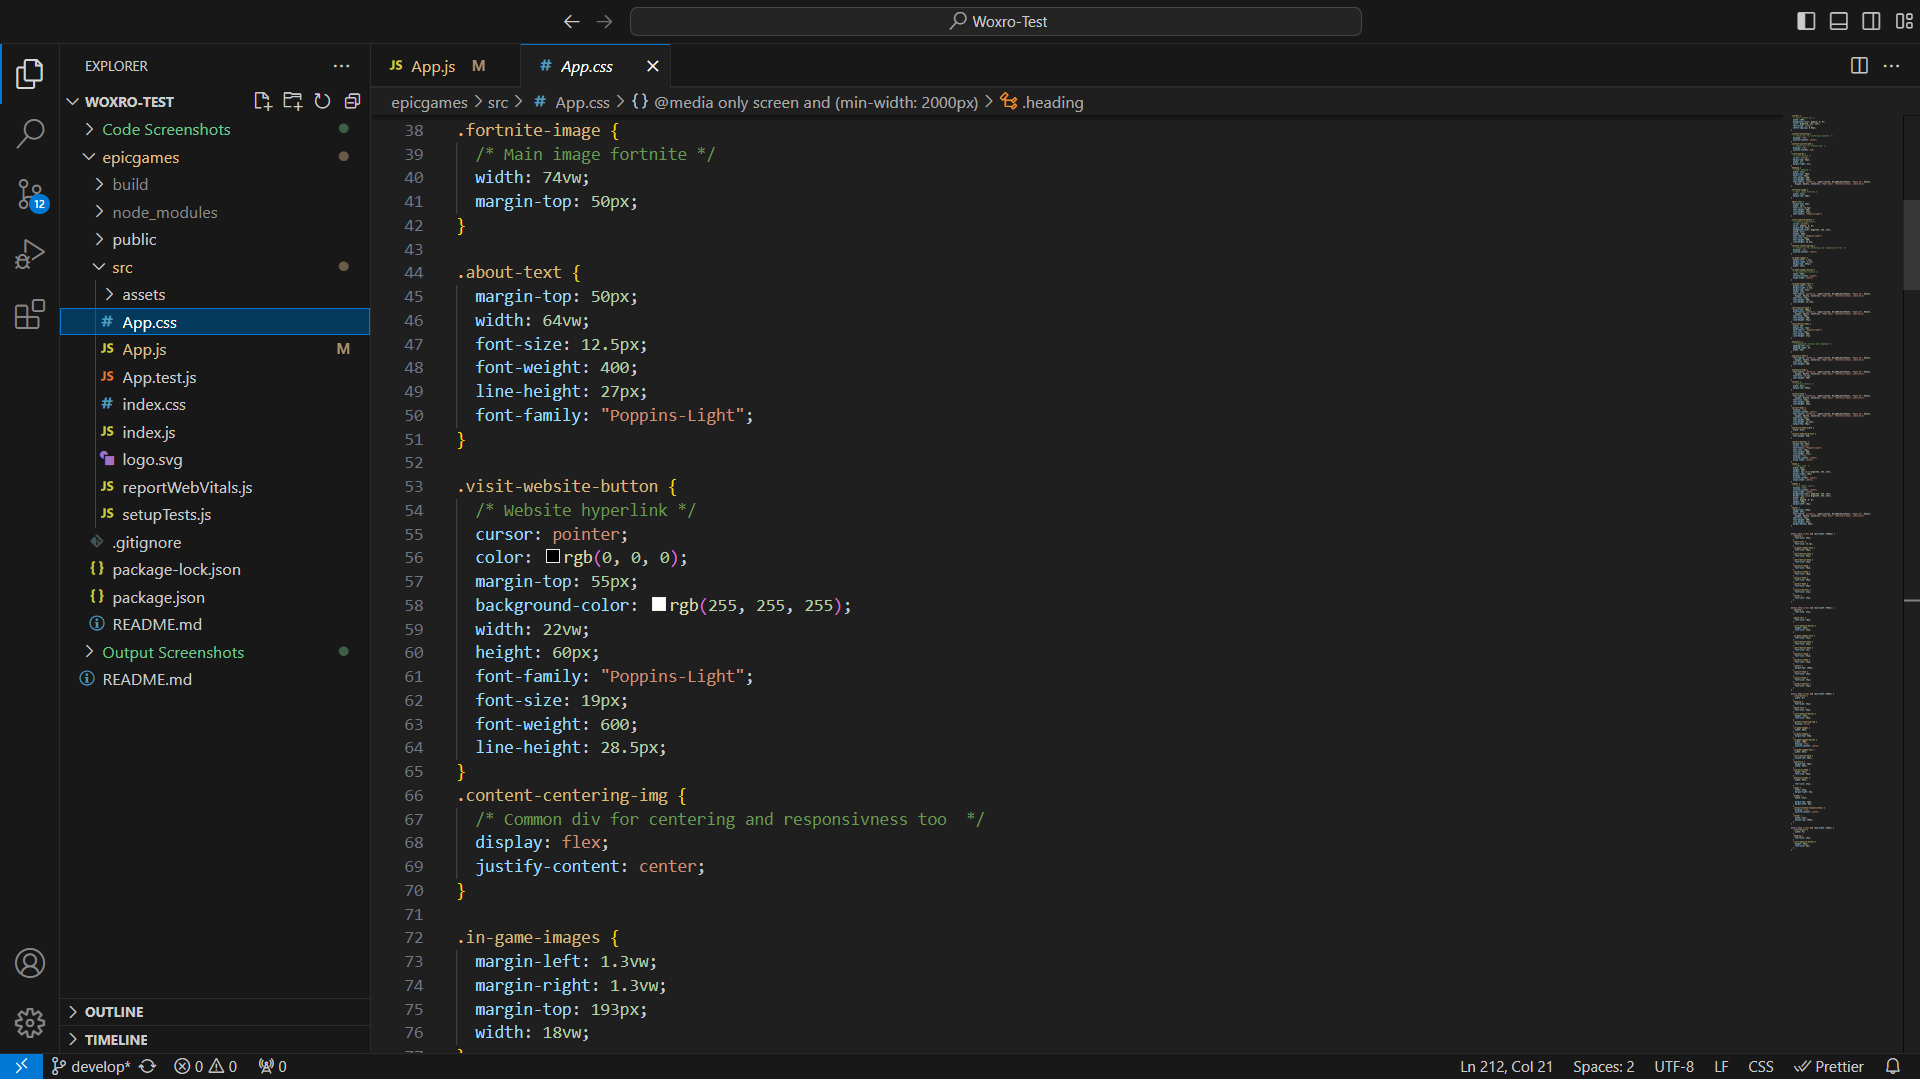 Woxro-Test
EXPLORER
WOXRO-TEST
Code Screenshots
epicgames
build
node_modules
public
src
assets
# App.css
JS App.js M
JS App.test.js
# index.css
JS index.js
logo.svg
JS reportWebVitals.js
JS setupTests.js
.gitignore
{} package-lock.json
{} package.json
README.md
Output Screenshots
README.md
OUTLINE
TIMELINE
12
JS App.js M
# App.css
epicgames > src > # App.css > {} @media only screen and (min-width: 2000px) > .heading
38 .fortnite-image {
39 /* Main image fortnite */
40 width: 74vw;
41 margin-top: 50px;
42 }
43
44 .about-text {
45 margin-top: 50px;
46 width: 64vw;
47 font-size: 12.5px;
48 font-weight: 400;
49 line-height: 27px;
50 font-family: "Poppins-Light";
51 }
52
53 .visit-website-button {
54 /* Website hyperlink */
55 cursor: pointer;
56 color: rgb(0, 0, 0);
57 margin-top: 55px;
58 background-color: rgb(255, 255, 255);
59 width: 22vw;
60 height: 60px;
61 font-family: "Poppins-Light";
62 font-size: 19px;
63 font-weight: 600;
64 line-height: 28.5px;
65 }
66 .content-centering-img {
67 /* Common div for centering and responsivness too  */
68 display: flex;
69 justify-content: center;
70 }
71
72 .in-game-images {
73 margin-left: 1.3vw;
74 margin-right: 1.3vw;
75 margin-top: 193px;
76 width: 18vw;
develop* 0 0 0
Ln 212, Col 21 Spaces: 2 UTF-8 LF CSS Prettier